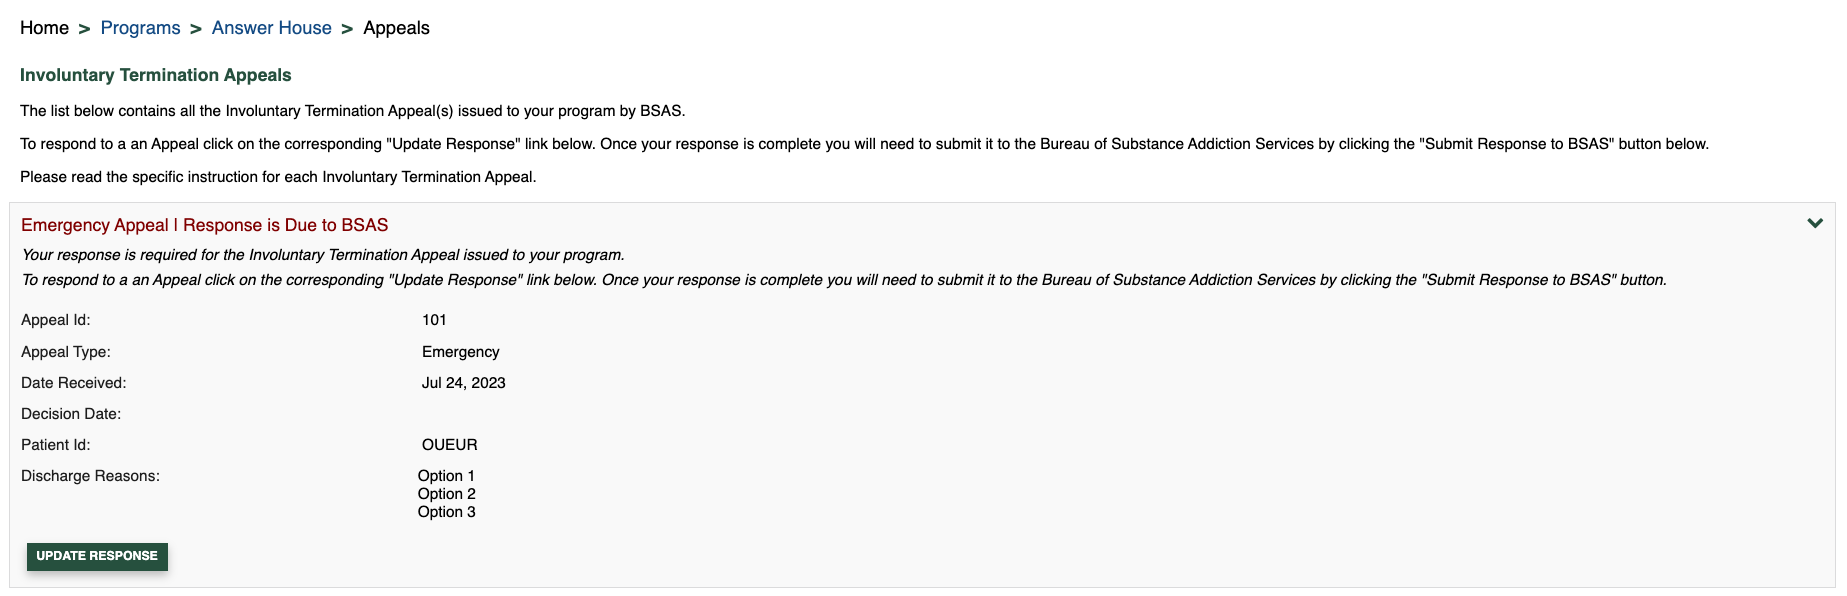 Home > Programs > Answer House > Appeals
Involuntary Termination Appeals
The list below contains all the Involuntary Termination Appeal(s) issued to your program by BSAS.
To respond to a an Appeal click on the corresponding "Update Response" link below. Once your response is complete you will need to submit it to the Bureau of Substance Addiction Services by clicking the "Submit Response to BSAS" button below.
Please read the specific instruction for each Involuntary Termination Appeal.
Emergency Appeal | Response is Due to BSAS
Your response is required for the Involuntary Termination Appeal issued to your program.
To respond to a an Appeal click on the corresponding "Update Response" link below. Once your response is complete you will need to submit it to the Bureau of Substance Addiction Services by clicking the "Submit Response to BSAS" button.
Appeal Id: 101
Appeal Type: Emergency
Date Received: Jul 24, 2023
Decision Date:
Patient Id: OUEUR
Discharge Reasons: Option 1
Option 2
Option 3
UPDATE RESPONSE